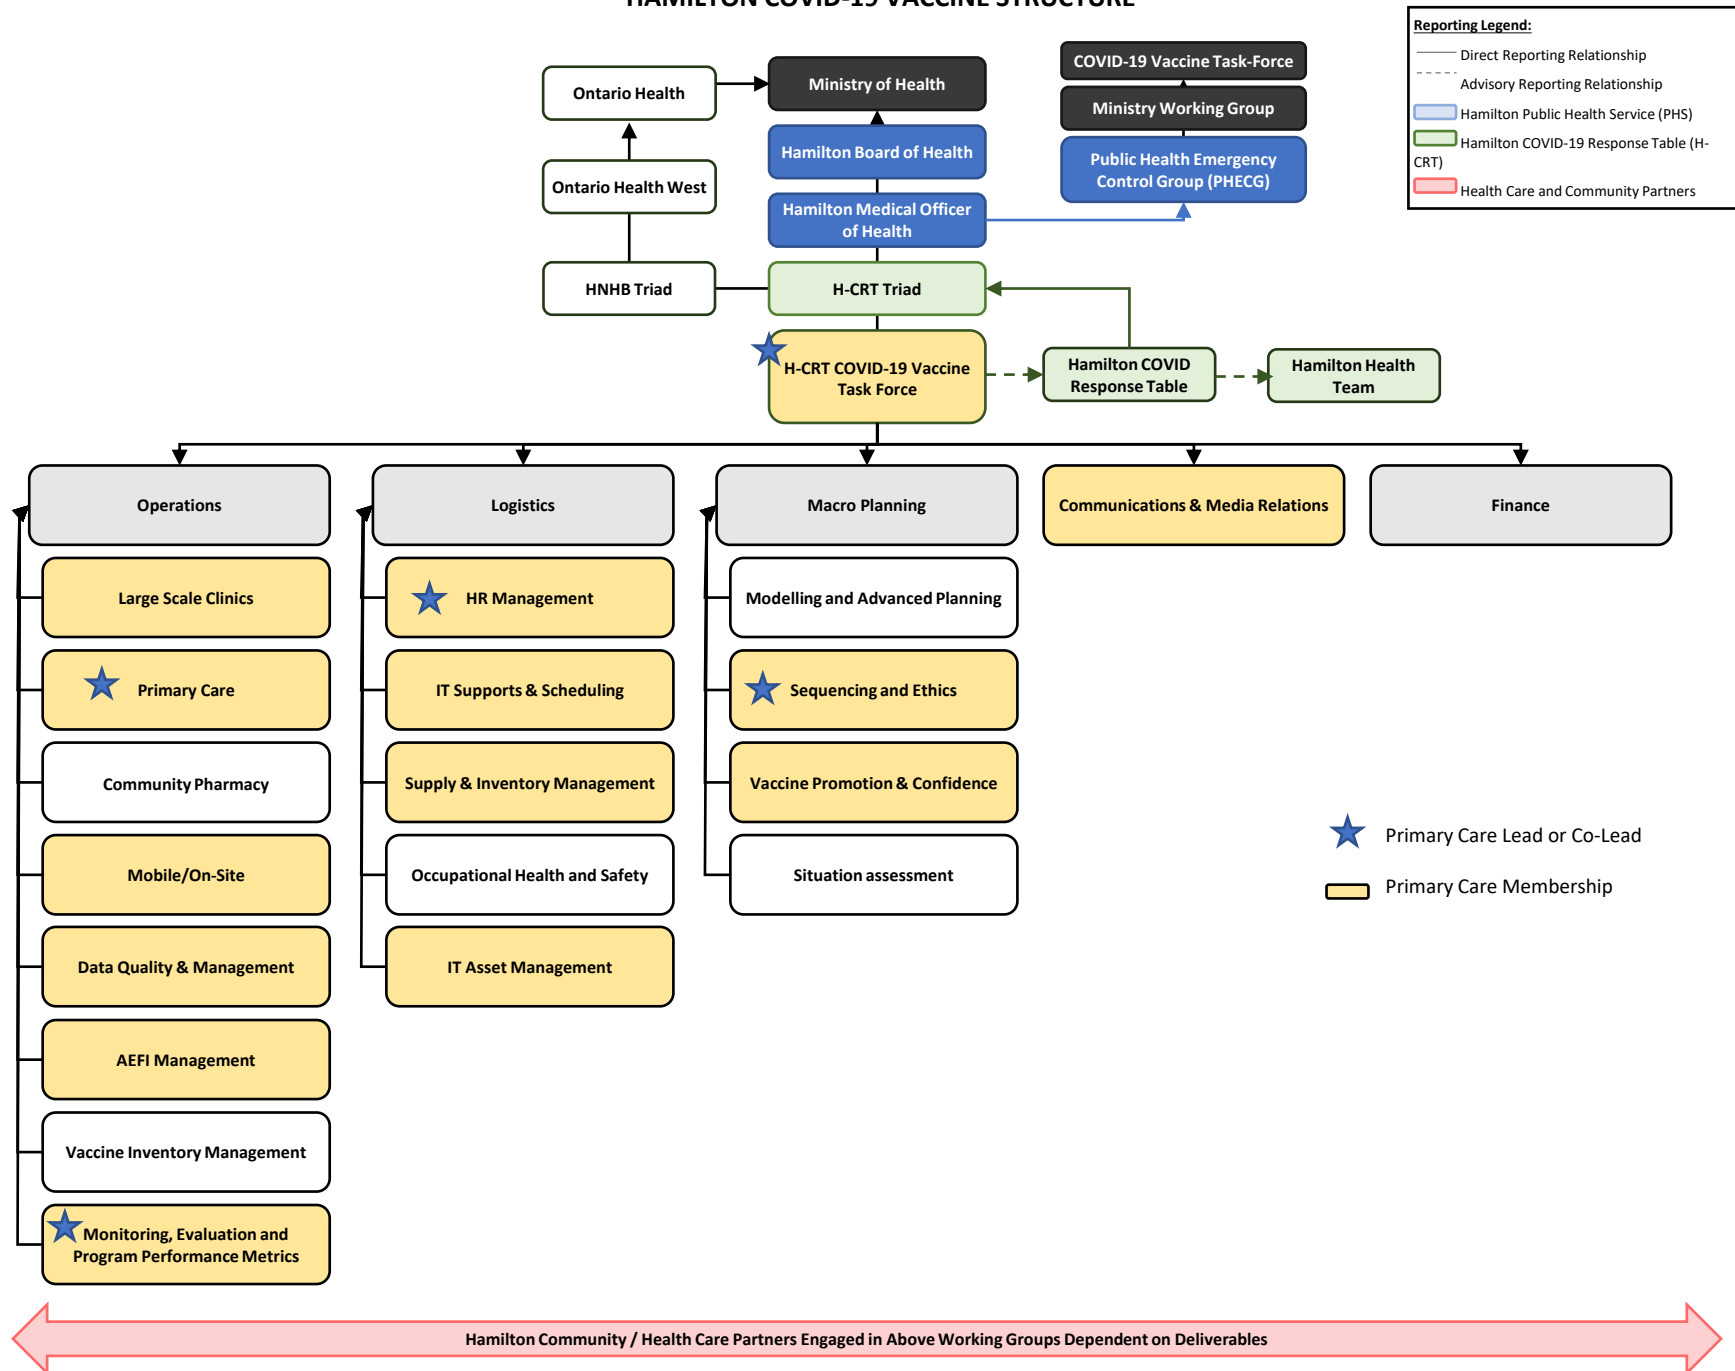 HAMILTON COVID-19 VACCINE STRUCTURE
Reporting Legend:
Direct Reporting Relationship
Advisory Reporting Relationship
Hamilton Public Health Service (PHS)
Hamilton COVID-19 Response Table (H-
CRT)
Health Care and Community Partners
Ontario Health
Ministry of Health
COVID-19 Vaccine Task-Force
Ministry Working Group
Hamilton Board of Health
Public Health Emergency
Control Group (PHECG)
Ontario Health West
Hamilton Medical Officer
of Health
HNHB Triad
H-CRT Triad
H-CRT COVID-19 Vaccine
Task Force
Hamilton COVID
Response Table
Hamilton Health
Team
Operations
Logistics
Macro Planning
Communications & Media Relations
Finance
Large Scale Clinics
Primary Care
Community Pharmacy
Mobile/On-Site
Data Quality & Management
AEFI Management
Vaccine Inventory Management
Monitoring, Evaluation and
Program Performance Metrics
HR Management
IT Supports & Scheduling
Supply & Inventory Management
Occupational Health and Safety
IT Asset Management
Modelling and Advanced Planning
Sequencing and Ethics
Vaccine Promotion & Confidence
Situation assessment
Primary Care Lead or Co-Lead
Primary Care Membership
Hamilton Community / Health Care Partners Engaged in Above Working Groups Dependent on Deliverables